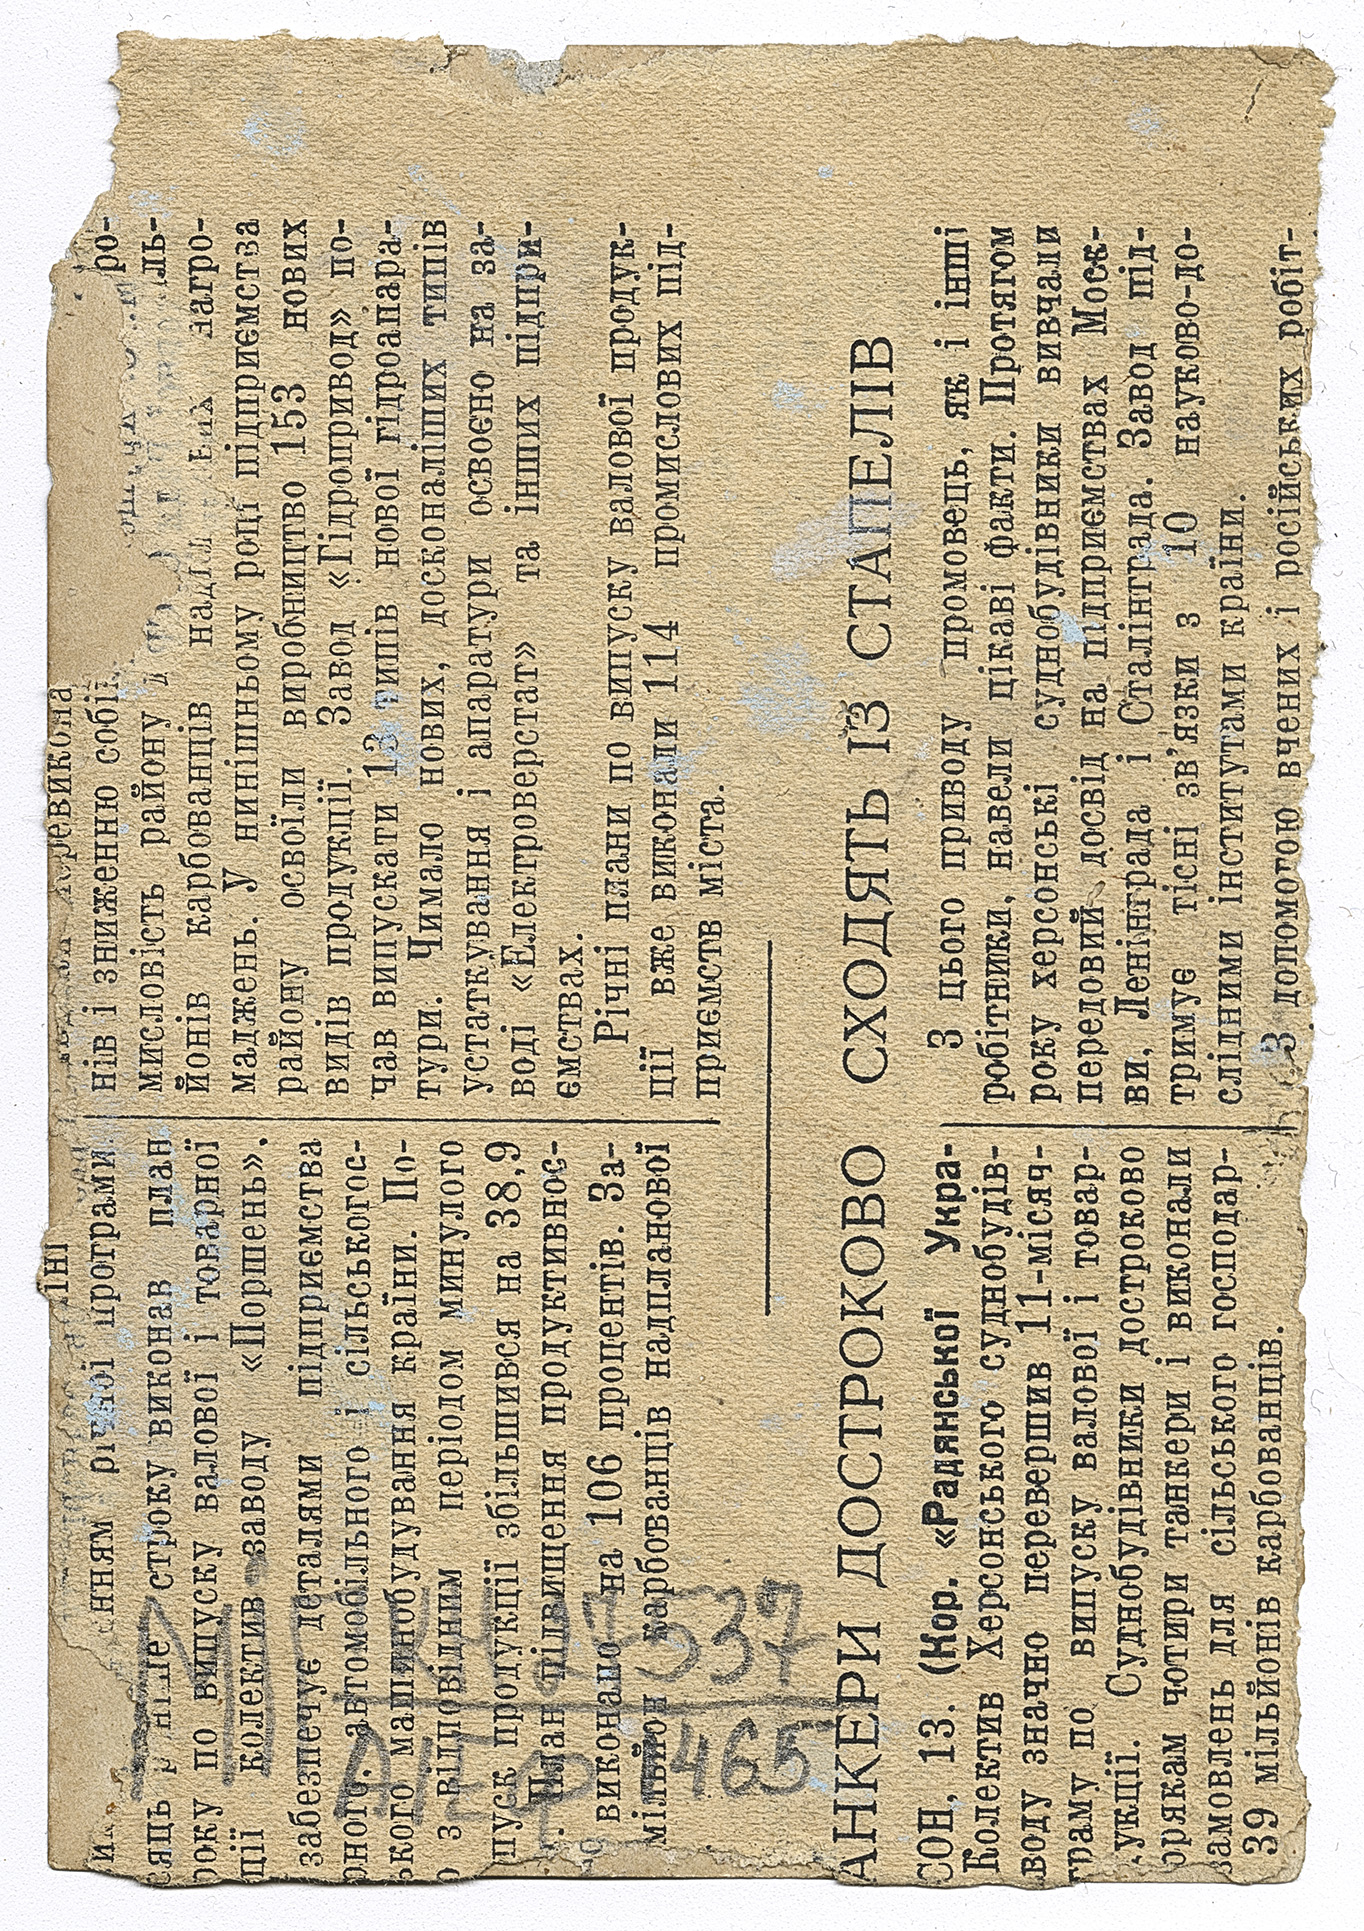 нням річної програми
строку виконав план
року по випуску валової і товарної
ції Колектив заводу «Поршень».
забезпечує деталями підприємства
автомобільного і сільськогос-
ького машинобудування країни. По-
з відповідним періодом минулого
пуск продукції збільшився на 38,9
План підвищення продуктивнос-
виконано на 106 процентів. За-
мільйон карбованців надпланової
нів і зниженню собі
мисловість району
йонів карбованців нагро-
маджень. У нинішньому році підприємства
району освоїли виробництво 153 нових
видів продукції. Завод «Гідропривод» по-
чав випускати 13 типів нової гідроапара-
тури. Чимало нових, досконаліших типів
устаткування і апаратури освоєно на за-
воді «Електроверстат» та інших підпри-
ємствах.
Річні плани по випуску валової продук-
ції вже виконали 114 промислових під-
приємств міста.
АНКЕРИ ДОСТРОКОВО СХОДЯТЬ ІЗ СТАПЕЛІВ
СОН, 13. (Кор. «Радянської Укра-
Колектив Херсонського суднобудів-
воду значно перевершив 11-місяч-
граму по випуску валової і товар-
укції. Суднобудівники достроково
орякам чотири танкери і виконали
замовлень для сільського господар-
39 мільйонів карбованців.
З цього приводу промовець, як і інші
робітники, навели цікаві факти. Протягом
року херсонські суднобудівники вивчали
передовий досвід на підприємствах Моск-
ви, Ленінграда і Сталінграда. Завод під-
тримує тісні зв'язки з 10 науково-до-
слідними інститутами країни.
З допомогою вчених і російських робіт-
537
1465